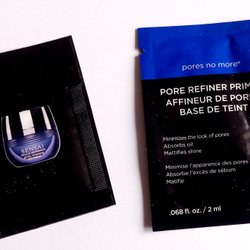 SENSAI
pores no more®
PORE REFINER PRIM
AFFINEUR DE POR
BASE DE TEINT
Minimizes the look of pores
Absorbs oil
Mattifies shine
Minimise l'apparence des pores
Absorbe l'excès de sébum
Matifie
.068 fl. oz. / 2 ml